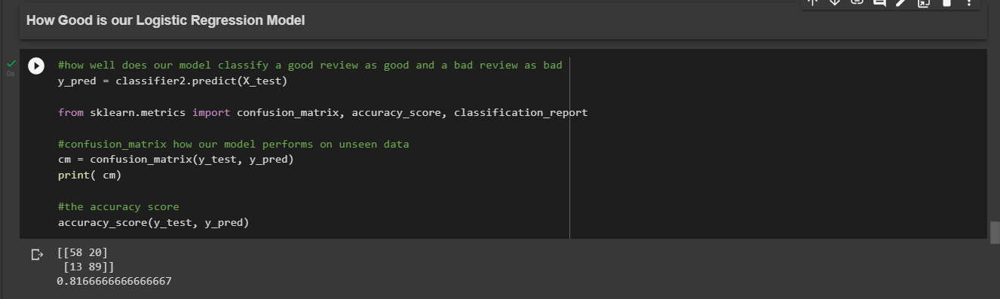 How Good is our Logistic Regression Model
#how well does our model classify a good review as good and a bad review as bad
y_pred = classifier2.predict(X_test)
from sklearn.metrics import confusion_matrix, accuracy_score, classification_report
#confusion_matrix how our model performs on unseen data
cm = confusion_matrix(y_test, y_pred)
print( cm)
#the accuracy score
accuracy_score(y_test, y_pred)
0s
[[58 20]
[13 89]]
0.8166666666666667